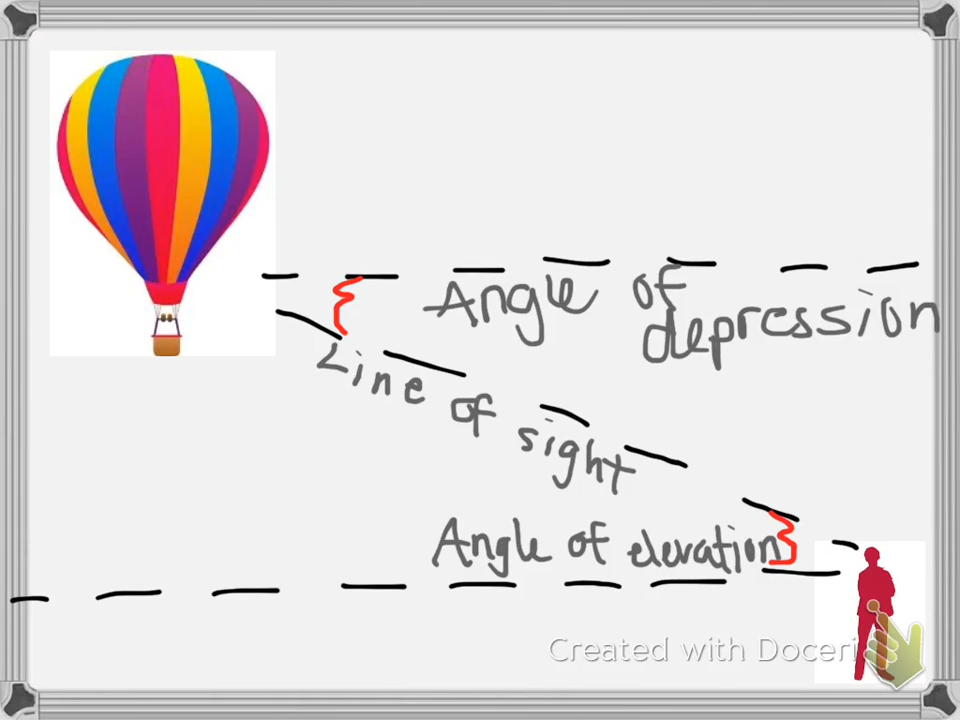 Angle of
depression
Line of sight
Angle of elevation
Created with Doceri